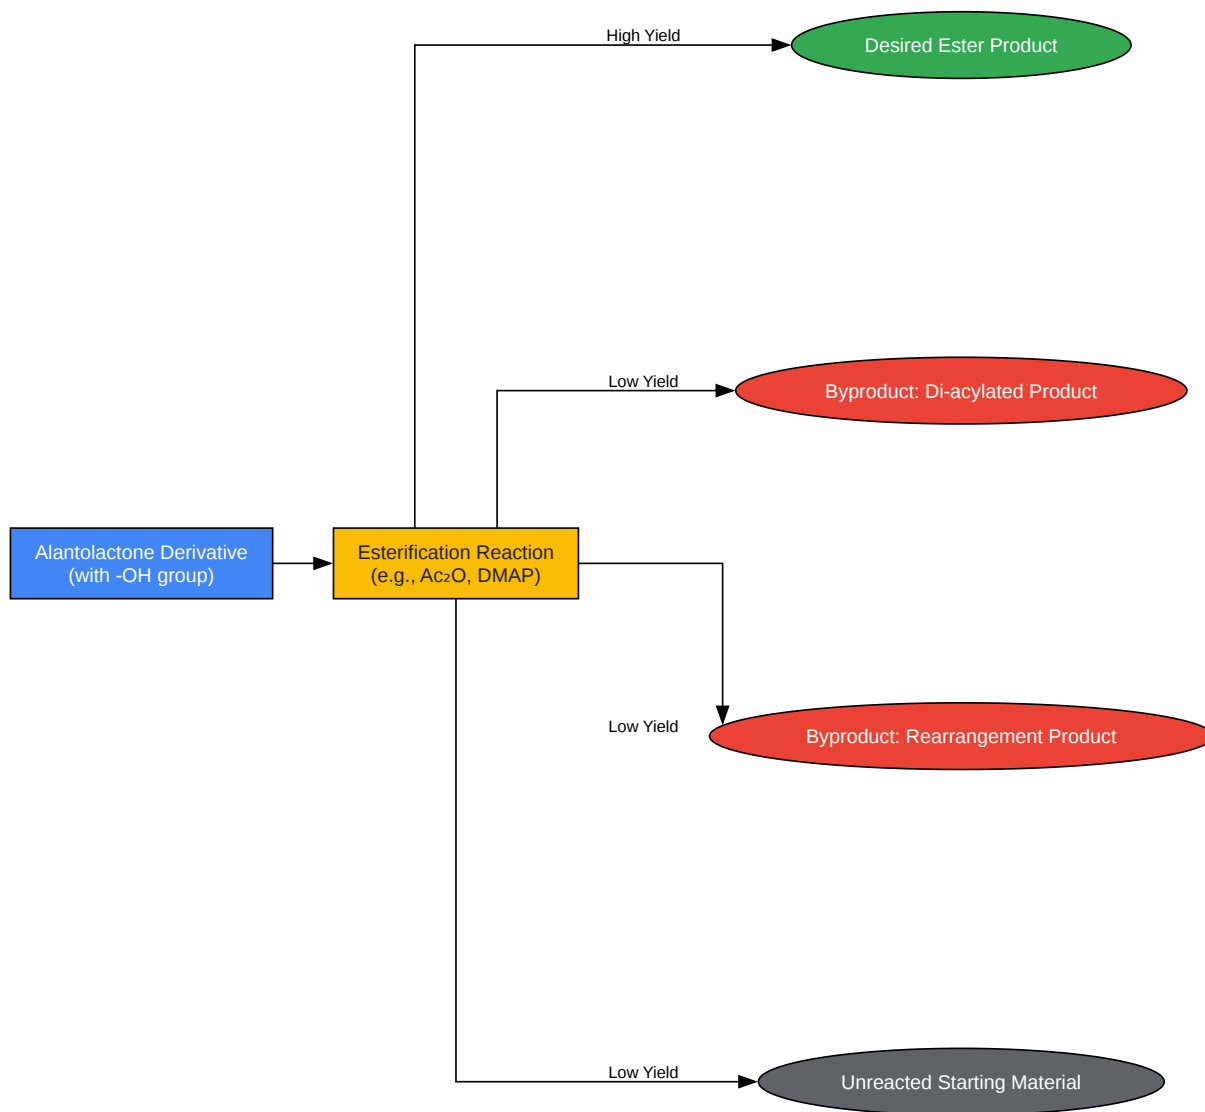 High Yield
Desired Ester Product
Low Yield
Byproduct: Di-acylated Product
Alantolactone Derivative
(with -OH group)
Esterification Reaction
(e.g., Ac₂O, DMAP)
Low Yield
Byproduct: Rearrangement Product
Low Yield
Unreacted Starting Material